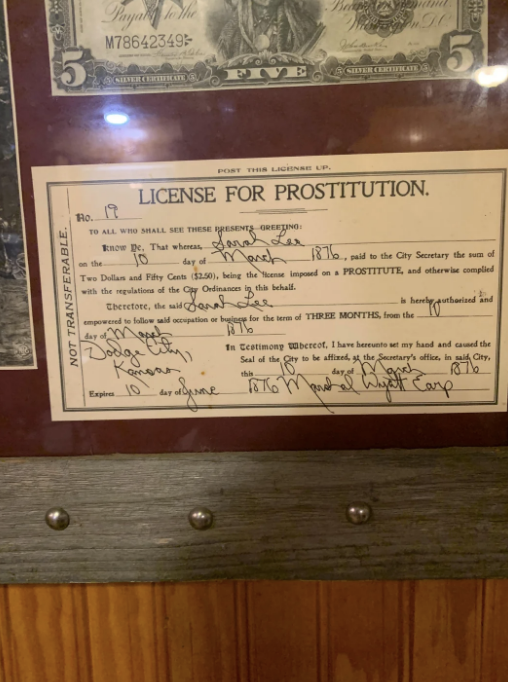 Payable to the
M78642349
5 SILVER CERTIFICATE FIVE SILVER CERTIFICATE 5
POST THIS LICENSE UP.
LICENSE FOR PROSTITUTION.
No. 19
TO ALL WHO SHALL SEE THESE PRESENTS GREETING:
Know Ye, That whereas, Sarah Lee
on the 10 day of March 1876, paid to the City Secretary the sum of
Two Dollars and Fifty Cents ($2.50), being the license imposed on a PROSTITUTE, and otherwise complied
with the regulations of the City Ordinances in this behalf.
Therefore, the said Sarah Lee is hereby authorized and
empowered to follow said occupation or business for the term of THREE MONTHS, from the 10
day of March 1876
Dodge City,
Kansas
In Testimony Whereof, I have hereunto set my hand and caused the
Seal of the City to be affixed, at the Secretary's office, in said City,
this 10 day of March 1876
Expires 10 day of June 1876 Marshal Wyatt Earp
NOT TRANSFERABLE.